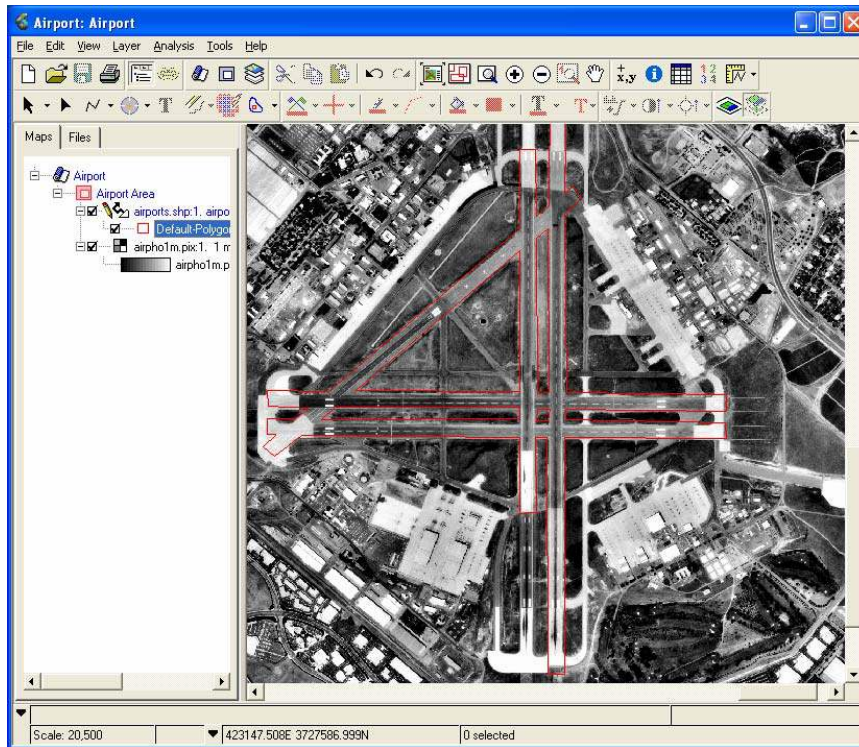 Airport: Airport
File Edit View Layer Analysis Tools Help
Maps Files
Airport
Airport Area
airports.shp:1. airpo
Default-Polygon
airpho1m.pix:1. 1 m
airpho1m.p
Scale: 20,500 423147.508E 3727586.999N 0 selected